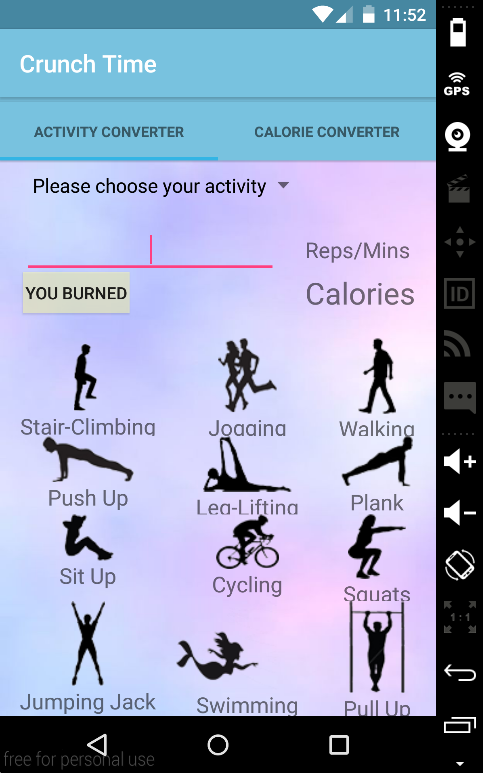 11:52
Crunch Time
ACTIVITY CONVERTER
CALORIE CONVERTER
Please choose your activity
Reps/Mins
YOU BURNED
Calories
Stair-Climbing
Jogging
Walking
Push Up
Leg-Lifting
Plank
Sit Up
Cycling
Squats
Jumping Jack
Swimming
Pull Up
free for personal use
GPS
ID
1:1